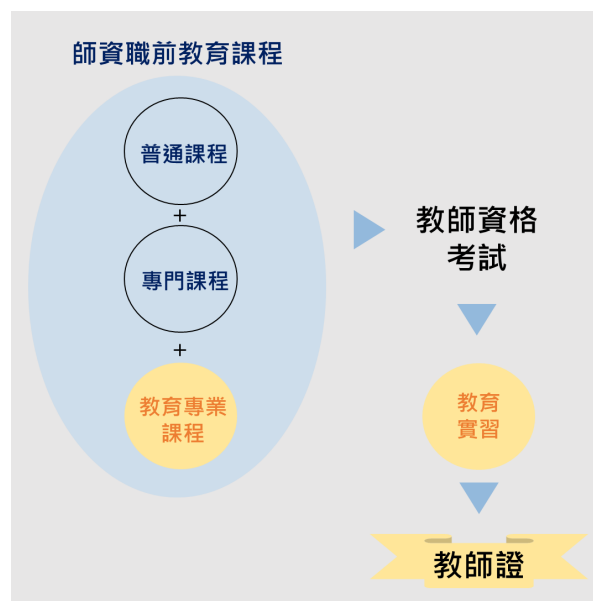 師資職前教育課程
普通課程
+
專門課程
+
教育專業
課程
教師資格
考試
教育
實習
教師證